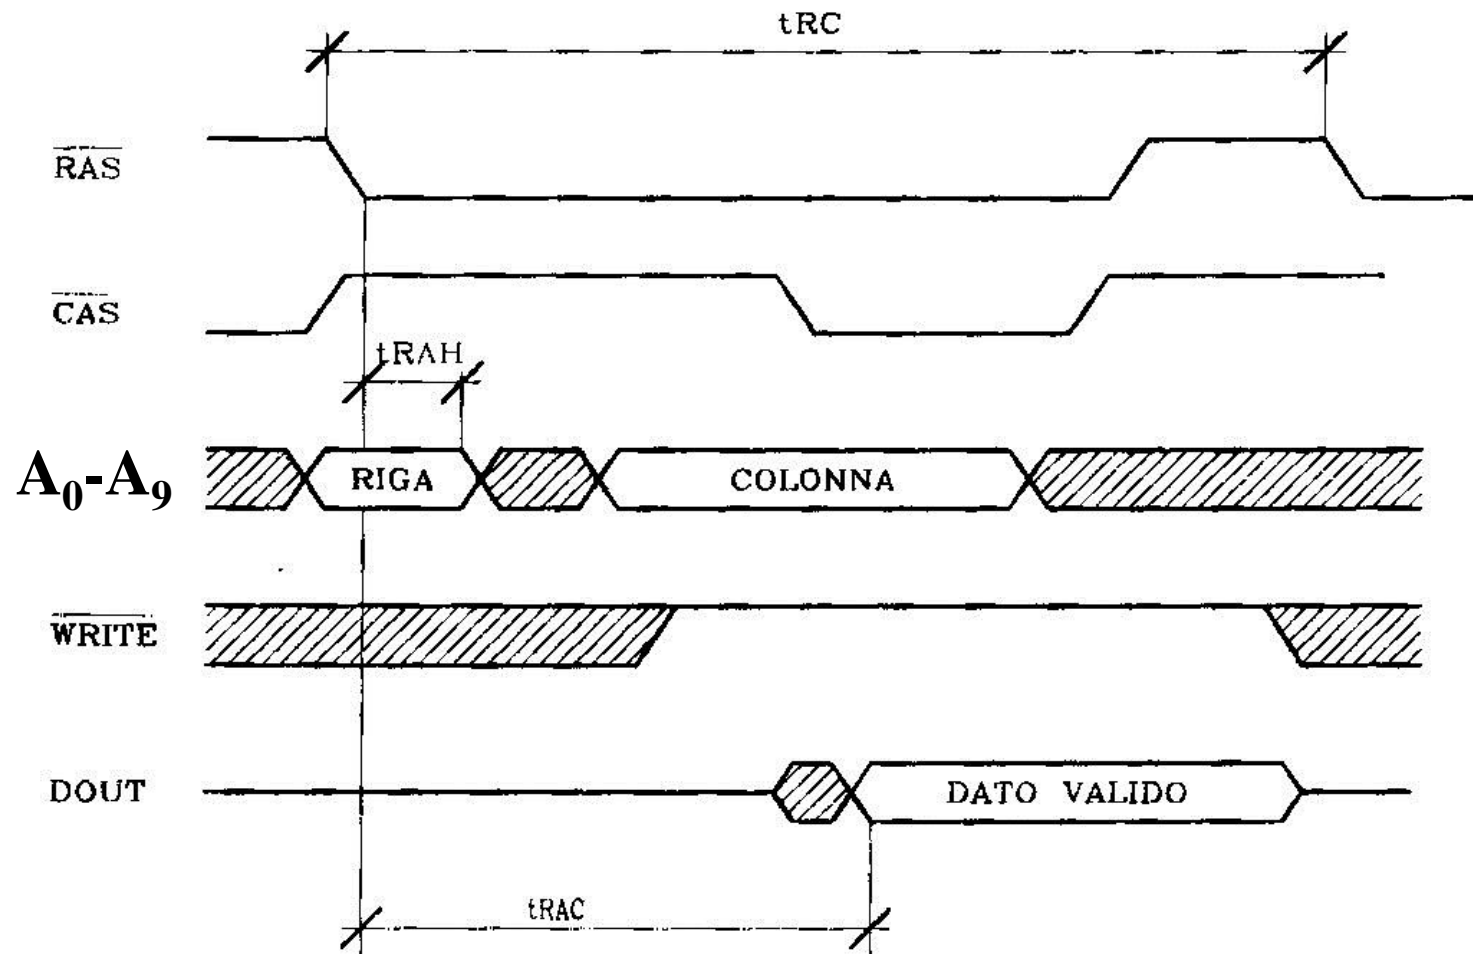 tRC
RAS
CAS
tRAH
A₀-A₉
RIGA
COLONNA
WRITE
DOUT
DATO VALIDO
tRAC